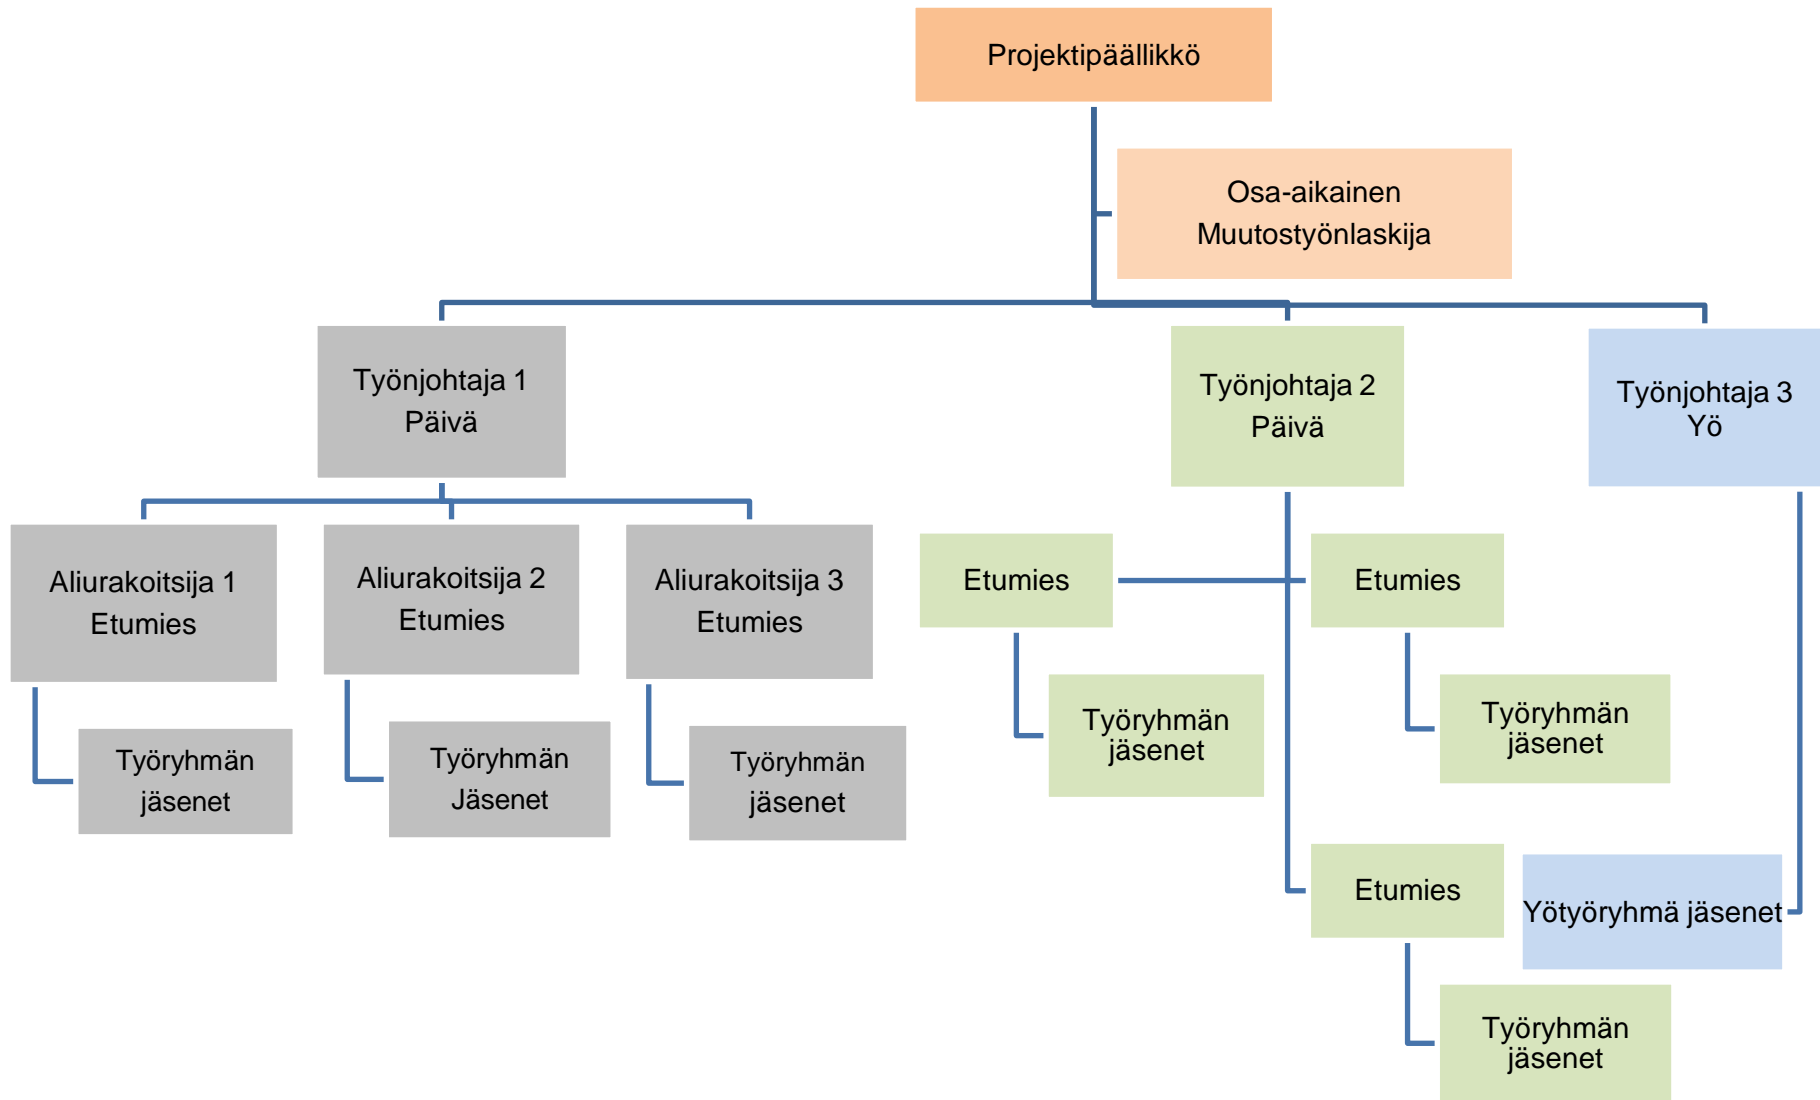 Projektipäällikkö
Osa-aikainen
Muutostyönlaskija
Työnjohtaja 1
Päivä
Työnjohtaja 2
Päivä
Työnjohtaja 3
Yö
Aliurakoitsija 1
Etumies
Aliurakoitsija 2
Etumies
Aliurakoitsija 3
Etumies
Etumies
Etumies
Työryhmän
jäsenet
Työryhmän
Jäsenet
Työryhmän
jäsenet
Työryhmän
jäsenet
Työryhmän
jäsenet
Etumies
Yötyöryhmä jäsenet
Työryhmän
jäsenet